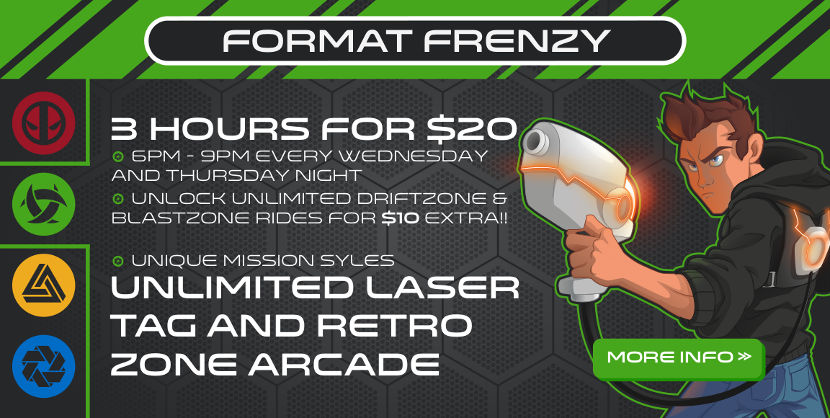 FORMAT FRENZY
3 HOURS FOR $20
6PM - 9PM EVERY WEDNESDAY
AND THURSDAY NIGHT
UNLOCK UNLIMITED DRIFTZONE &
BLASTZONE RIDES FOR $10 EXTRA!!
UNIQUE MISSION SYLES
UNLIMITED LASER
TAG AND RETRO
ZONE ARCADE
MORE INFO »